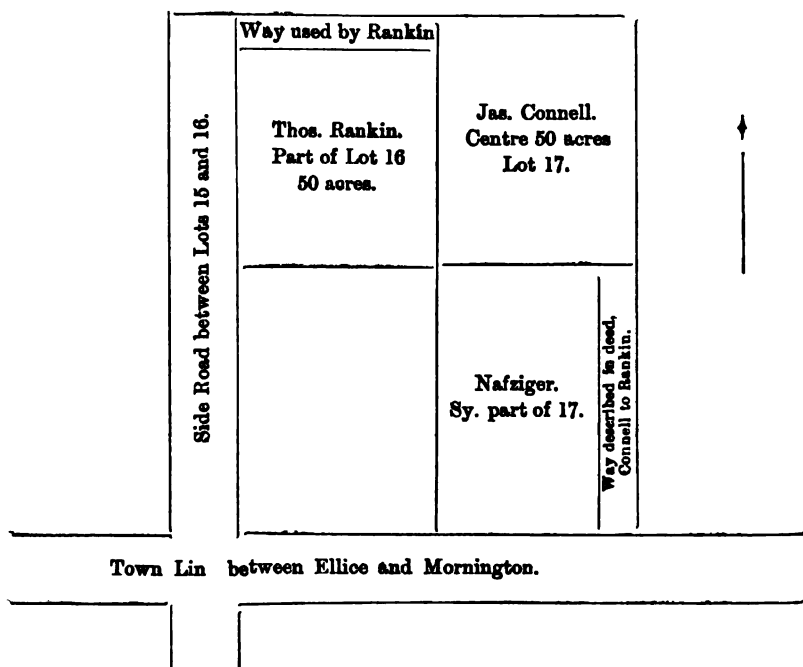 Way used by Rankin
Side Road between Lots 15 and 16.
Thos. Rankin.
Part of Lot 16
50 acres.
Jas. Connell.
Centre 50 acres
Lot 17.
Nafziger.
Sy. part of 17.
Way described in deed,
Connell to Rankin.
Town Lin between Ellice and Mornington.